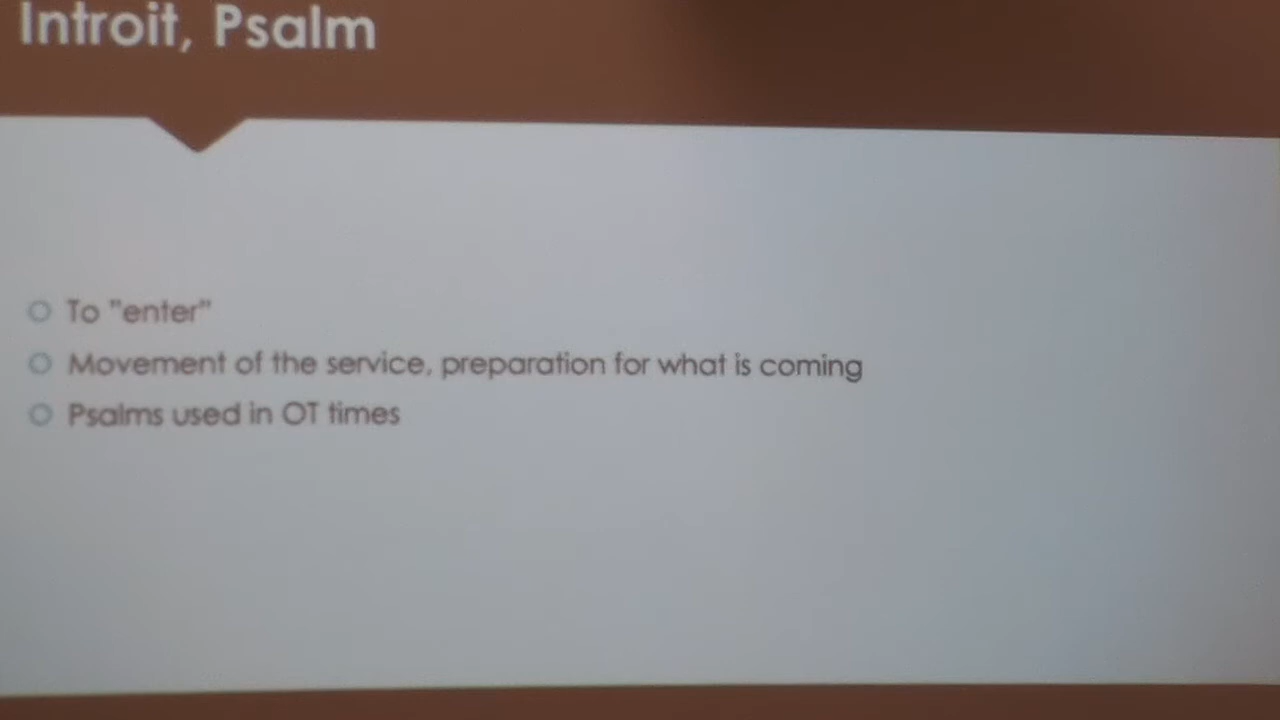 Introit, Psalm
To "enter"
Movement of the service, preparation for what is coming
Psalms used in OT times